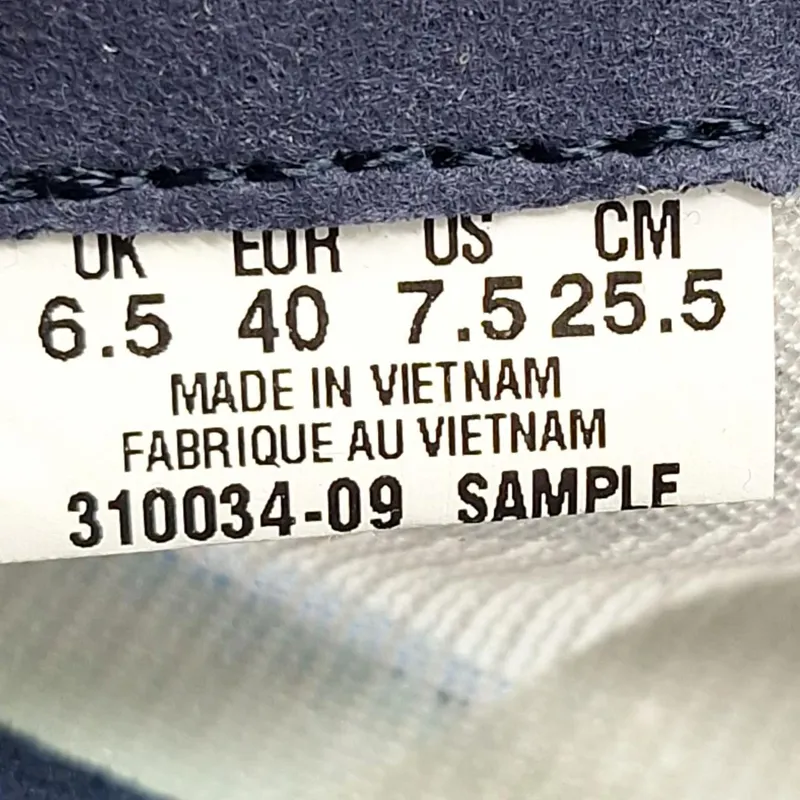 UK EUR US CM
6.5 40 7.5 25.5
MADE IN VIETNAM
FABRIQUE AU VIETNAM
310034-09 SAMPLE